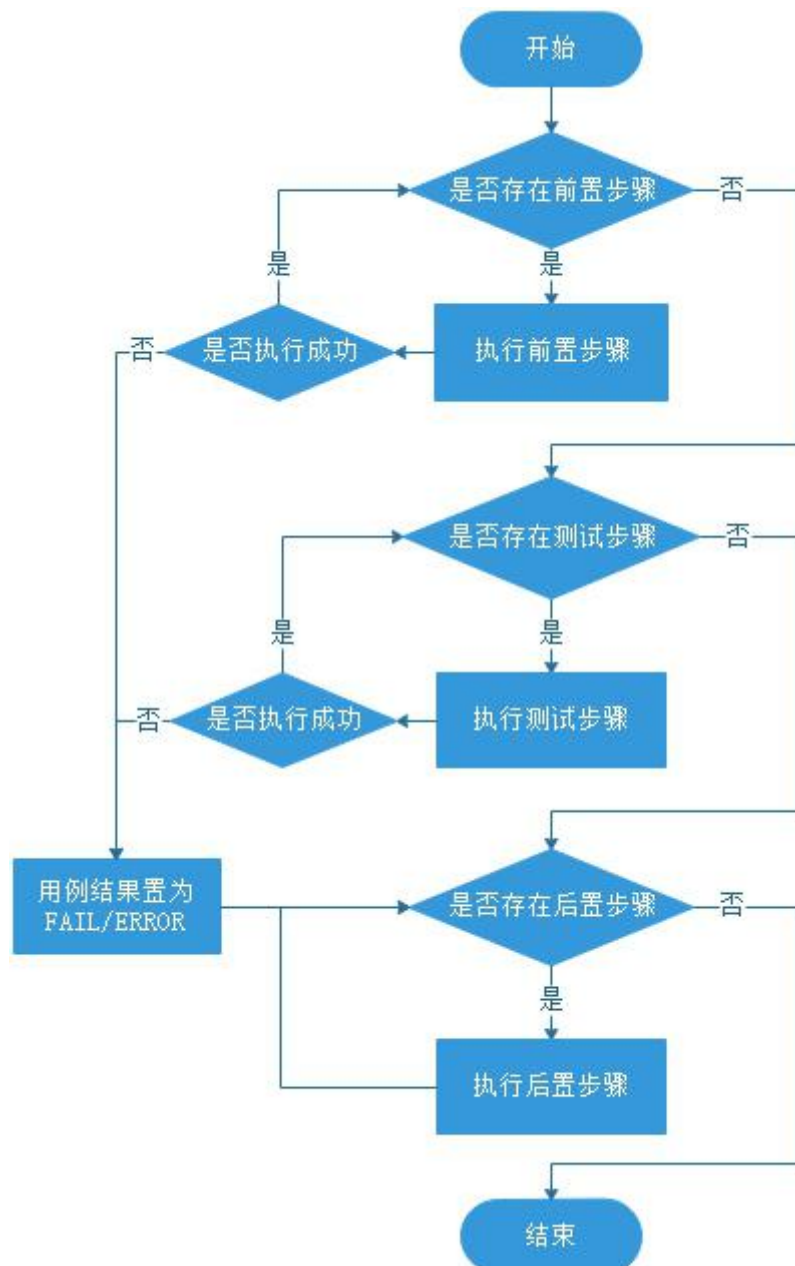 开始
是否存在前置步骤
否
是
是
否
是否执行成功
执行前置步骤
是否存在测试步骤
否
是
是
否
是否执行成功
执行测试步骤
用例结果置为
FAIL/ERROR
是否存在后置步骤
否
是
执行后置步骤
结束